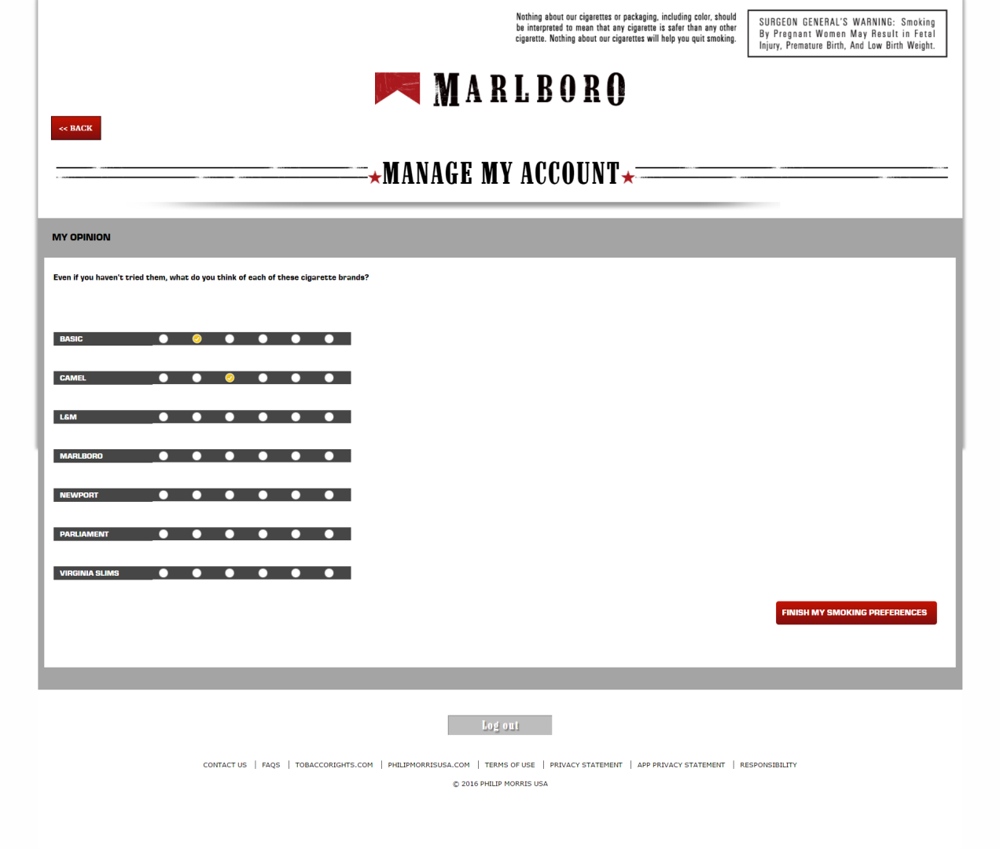 Nothing about our cigarettes or packaging, including color, should
be interpreted to mean that any cigarette is safer than any other
cigarette. Nothing about our cigarettes will help you quit smoking.
SURGEON GENERAL'S WARNING: Smoking
By Pregnant Women May Result in Fetal
Injury, Premature Birth, And Low Birth Weight.
MARLBORO
<< BACK
MANAGE MY ACCOUNT
MY OPINION
Even if you haven't tried them, what do you think of each of these cigarette brands?
BASIC
CAMEL
L&M
MARLBORO
NEWPORT
PARLIAMENT
VIRGINIA SLIMS
FINISH MY SMOKING PREFERENCES
Log out
CONTACT US | FAQS | TOBACCORIGHTS.COM | PHILIPMORRISUSA.COM | TERMS OF USE | PRIVACY STATEMENT | APP PRIVACY STATEMENT | RESPONSIBILITY
© 2016 PHILIP MORRIS USA